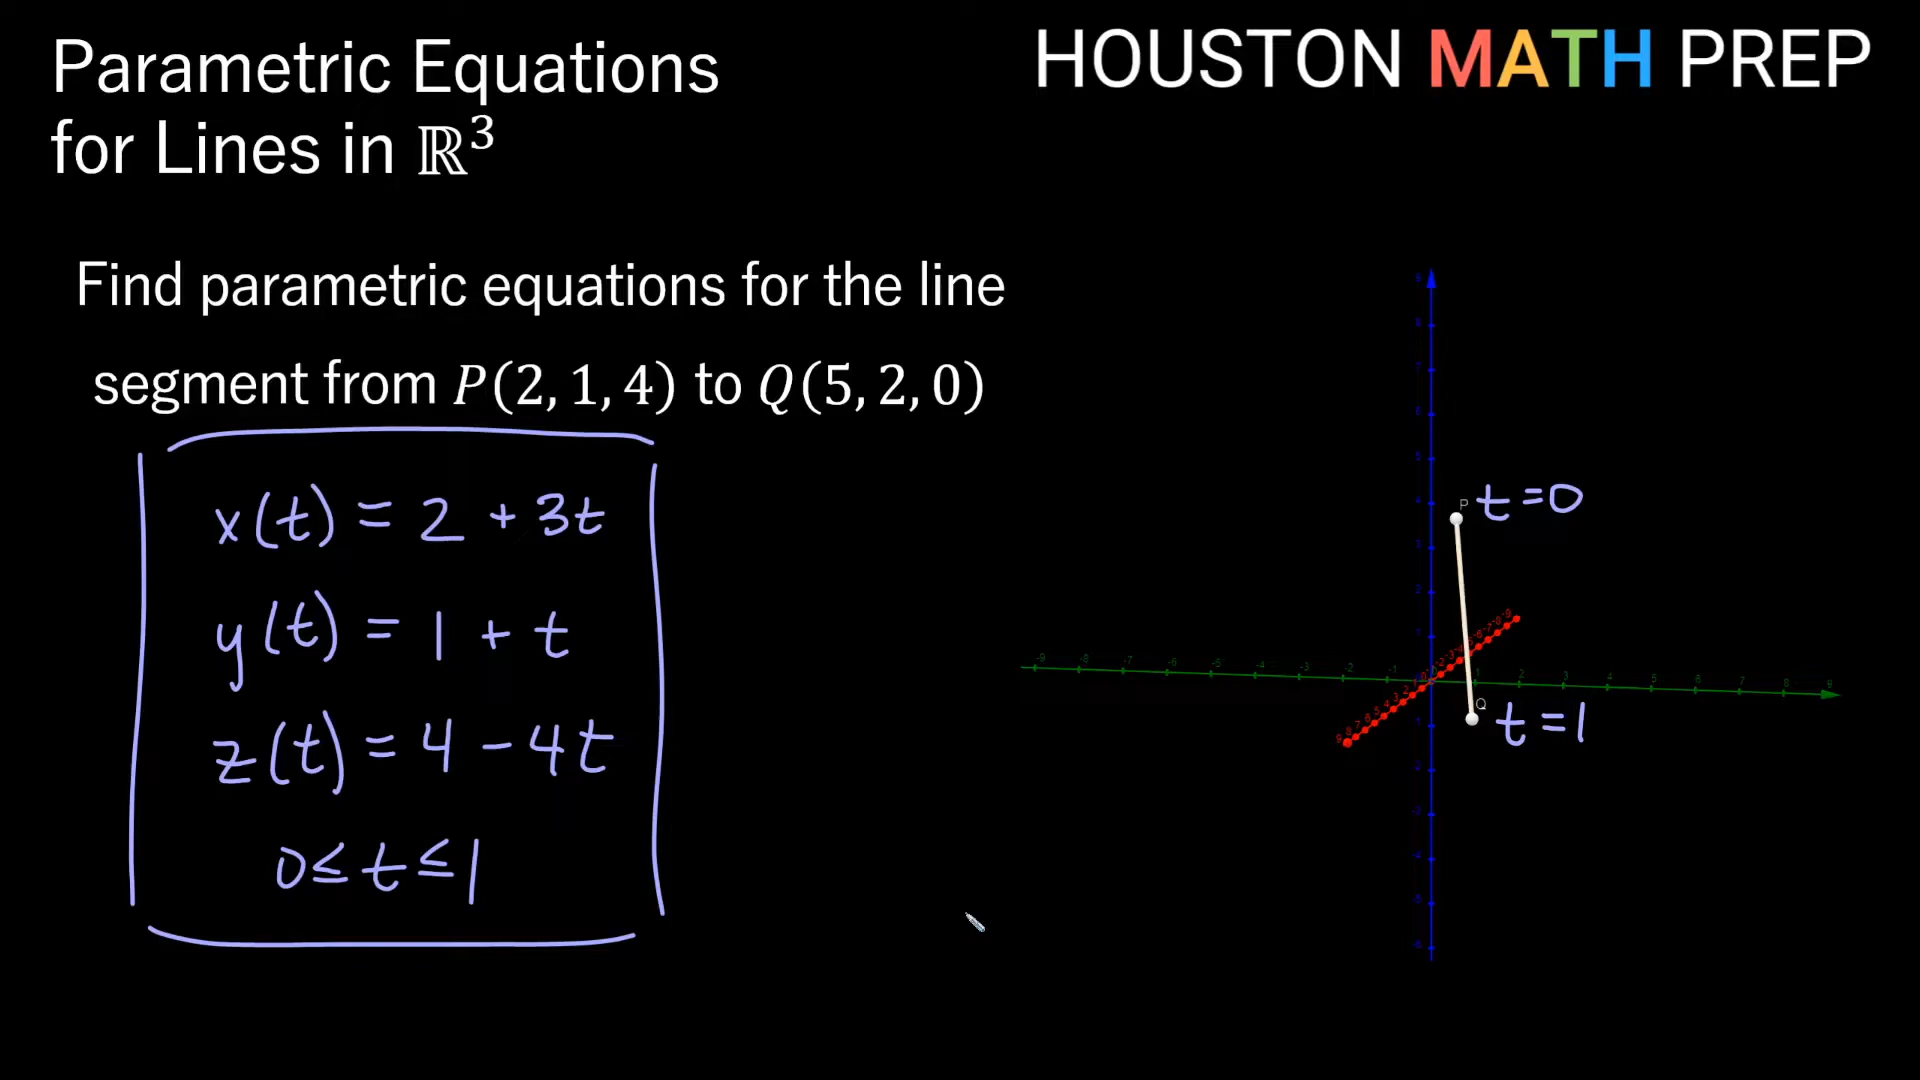 Parametric Equations
for Lines in ℝ³
HOUSTON MATH PREP
Find parametric equations for the line
segment from P(2, 1, 4) to Q(5, 2, 0)
x(t) = 2 + 3t
y(t) = 1 + t
z(t) = 4 - 4t
0 ≤ t ≤ 1
P t = 0
Q t = 1